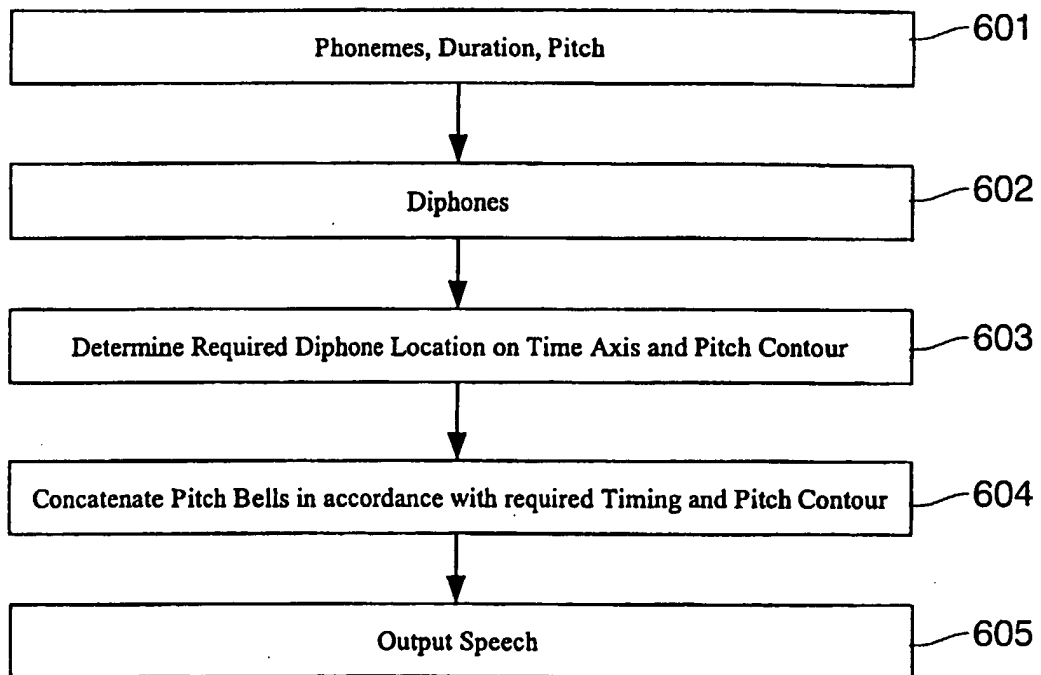 Phonemes, Duration, Pitch
601
Diphones
602
Determine Required Diphone Location on Time Axis and Pitch Contour
603
Concatenate Pitch Bells in accordance with required Timing and Pitch Contour
604
Output Speech
605